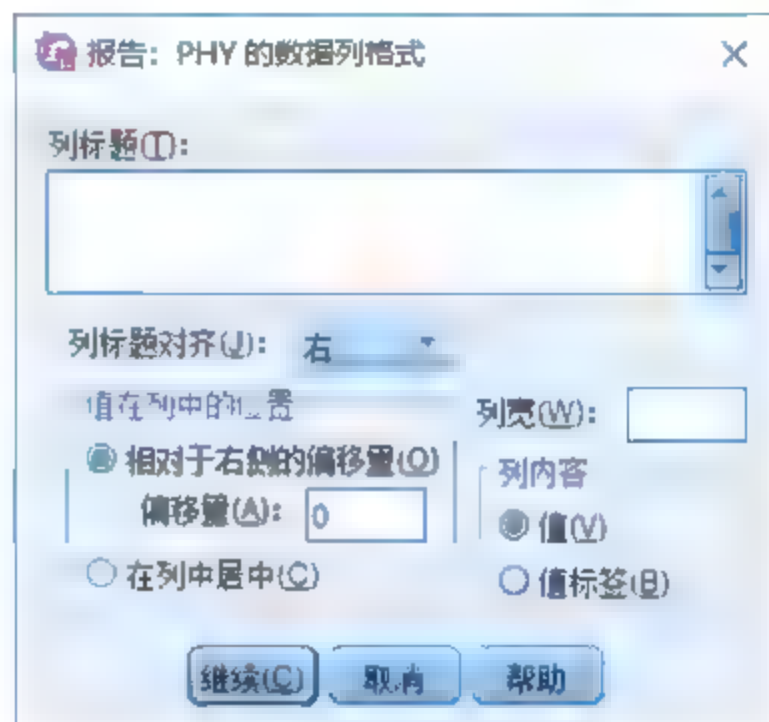 报告：PHY 的数据列格式
列标题(T)：
列标题对齐(J)： 右
值在列中的位置
列宽(W)：
相对于右侧的偏移量(O)
列内容
偏移量(A)： 0
值(V)
在列中居中(C)
值标签(B)
继续(C) 取消 帮助